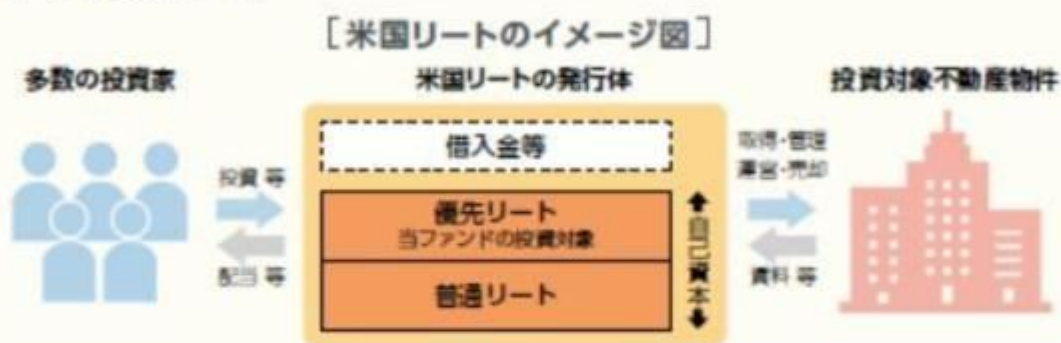 ［米国リートのイメージ図］
多数の投資家
米国リートの発行体
投資対象不動産物件
投資 等
配当 等
借入金等
優先リート
当ファンドの投資対象
普通リート
自己資本
取得・管理
運営・売却
賃料 等